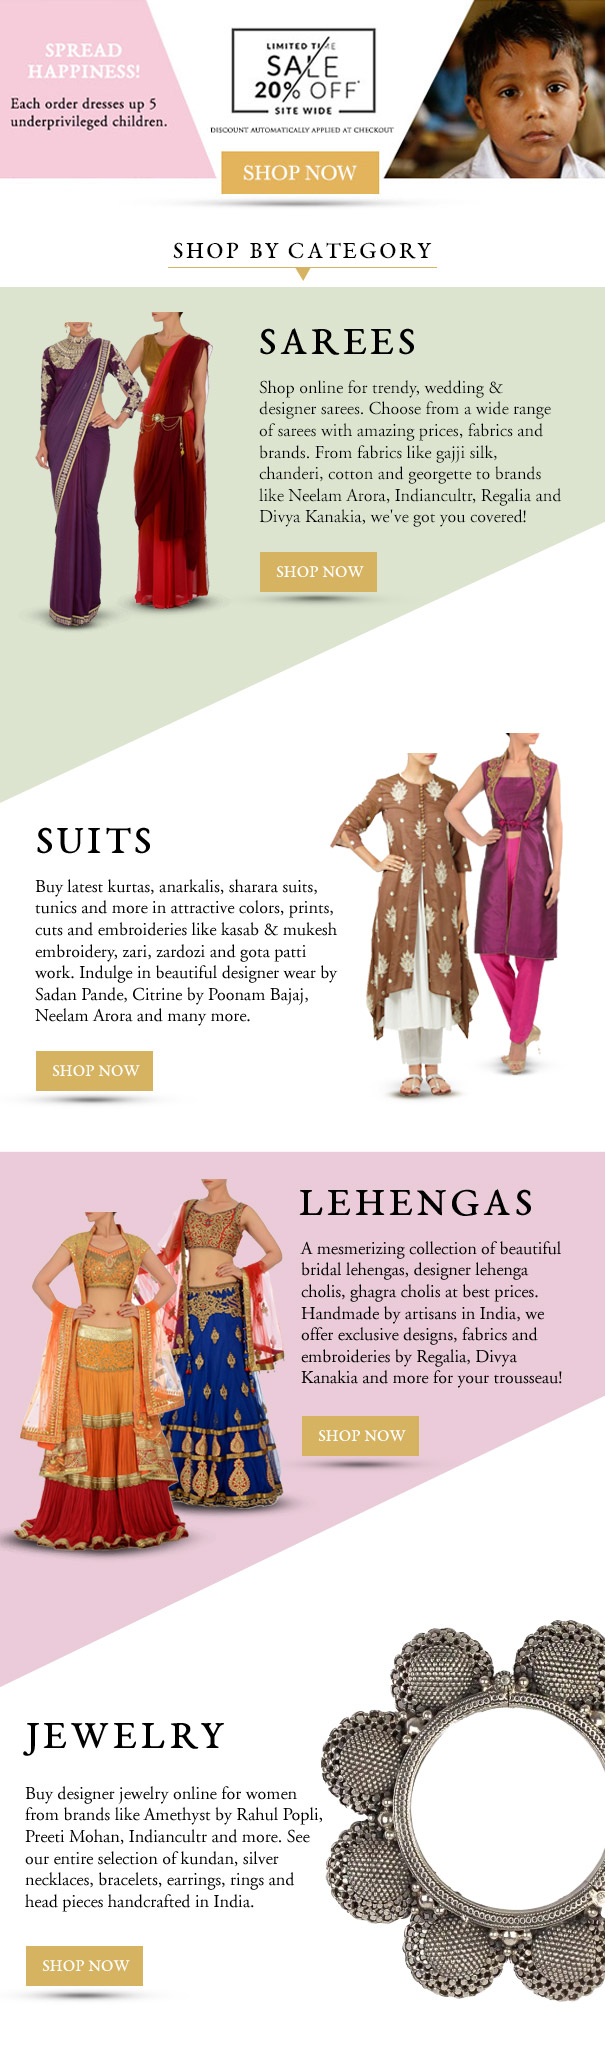 SPREAD
HAPPINESS!
Each order dresses up 5
underprivileged children.
LIMITED TIME
SALE
20% OFF*
SITE WIDE
DISCOUNT AUTOMATICALLY APPLIED AT CHECKOUT
SHOP NOW
SHOP BY CATEGORY
SAREES
Shop online for trendy, wedding &
designer sarees. Choose from a wide range
of sarees with amazing prices, fabrics and
brands. From fabrics like gajji silk,
chanderi, cotton and georgette to brands
like Neelam Arora, Indiancultr, Regalia and
Divya Kanakia, we've got you covered!
SHOP NOW
SUITS
Buy latest kurtas, anarkalis, sharara suits,
tunics and more in attractive colors, prints,
cuts and embroideries like kasab & mukesh
embroidery, zari, zardozi and gota patti
work. Indulge in beautiful designer wear by
Sadan Pande, Citrine by Poonam Bajaj,
Neelam Arora and many more.
SHOP NOW
LEHENGAS
A mesmerizing collection of beautiful
bridal lehengas, designer lehenga
cholis, ghagra cholis at best prices.
Handmade by artisans in India, we
offer exclusive designs, fabrics and
embroideries by Regalia, Divya
Kanakia and more for your trousseau!
SHOP NOW
JEWELRY
Buy designer jewelry online for women
from brands like Amethyst by Rahul Popli,
Preeti Mohan, Indiancultr and more. See
our entire selection of kundan, silver
necklaces, bracelets, earrings, rings and
head pieces handcrafted in India.
SHOP NOW